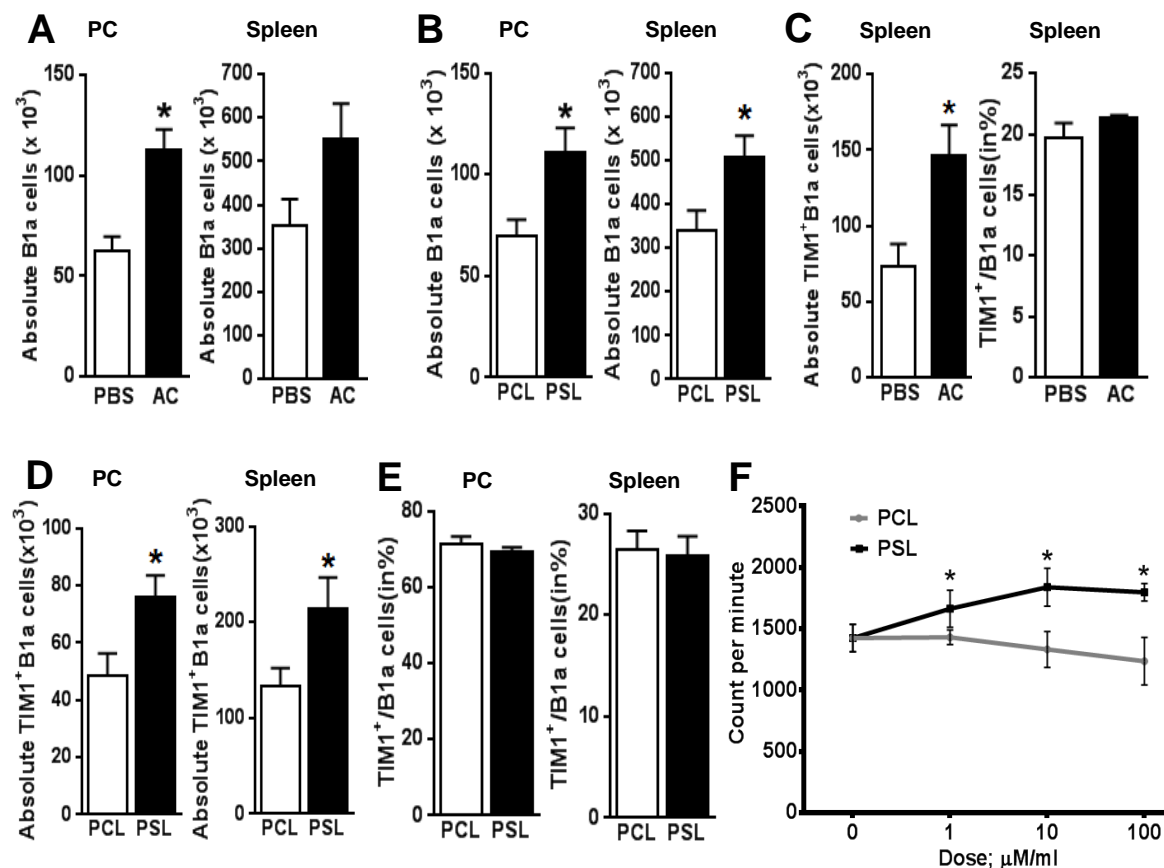 A
PC
Spleen
Absolute B1a cells (x 10³)
150
100
50
0
*
PBS AC
Absolute B1a cells (x 10³)
700
600
500
400
300
200
100
0
PBS AC
B
PC
Spleen
Absolute B1a cells (x 10³)
150
100
50
0
*
PCL PSL
Absolute B1a cells (x 10³)
700
600
500
400
300
200
100
0
*
PCL PSL
C
Spleen
Spleen
Absolute TIM1⁺B1a cells(x10³)
200
150
100
50
0
*
PBS AC
TIM1⁺/B1a cells(in%)
25
20
15
10
5
0
PBS AC
D
PC
Spleen
Absolute TIM1⁺B1a cells(x10³)
100
80
60
40
20
0
*
PCL PSL
Absolute TIM1⁺B1a cells(x10³)
300
200
100
0
*
PCL PSL
E
PC
Spleen
TIM1⁺/B1a cells(in%)
80
60
40
20
0
PCL PSL
TIM1⁺/B1a cells(in%)
30
20
10
0
PCL PSL
F
Count per minute
2500
2000
1500
1000
500
0
PCL
PSL
* * *
0 1 10 100
Dose; µM/ml